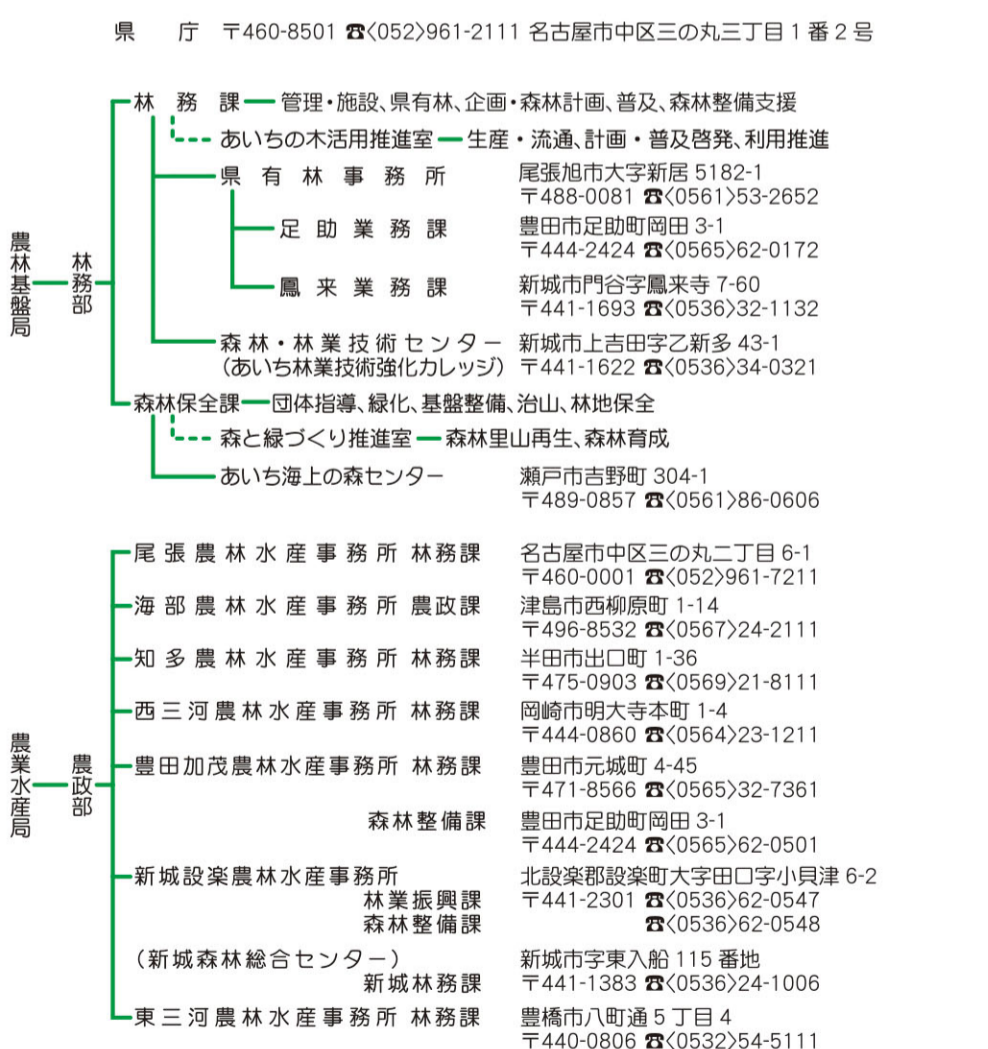 県 庁 〒460-8501 ☎〈052〉961-2111 名古屋市中区三の丸三丁目1番2号
農林基盤局
林務部
林務課 管理・施設、県有林、企画・森林計画、普及、森林整備支援
あいちの木活用推進室 生産・流通、計画・普及啓発、利用推進
県有林事務所 尾張旭市大字新居 5182-1
〒488-0081 ☎〈0561〉53-2652
足助業務課 豊田市足助町岡田 3-1
〒444-2424 ☎〈0565〉62-0172
鳳来業務課 新城市門谷字鳳来寺 7-60
〒441-1693 ☎〈0536〉32-1132
森林・林業技術センター 新城市上吉田字乙新多 43-1
(あいち林業技術強化カレッジ) 〒441-1622 ☎〈0536〉34-0321
森林保全課 団体指導、緑化、基盤整備、治山、林地保全
森と緑づくり推進室 森林里山再生、森林育成
あいち海上の森センター 瀬戸市吉野町 304-1
〒489-0857 ☎〈0561〉86-0606
農業水産局
農政部
尾張農林水産事務所 林務課 名古屋市中区三の丸二丁目 6-1
〒460-0001 ☎〈052〉961-7211
海部農林水産事務所 農政課 津島市西柳原町 1-14
〒496-8532 ☎〈0567〉24-2111
知多農林水産事務所 林務課 半田市出口町 1-36
〒475-0903 ☎〈0569〉21-8111
西三河農林水産事務所 林務課 岡崎市明大寺本町 1-4
〒444-0860 ☎〈0564〉23-1211
豊田加茂農林水産事務所 林務課 豊田市元城町 4-45
〒471-8566 ☎〈0565〉32-7361
森林整備課 豊田市足助町岡田 3-1
〒444-2424 ☎〈0565〉62-0501
新城設楽農林水産事務所 北設楽郡設楽町大字田口字小貝津 6-2
林業振興課 〒441-2301 ☎〈0536〉62-0547
森林整備課 ☎〈0536〉62-0548
(新城森林総合センター) 新城市字東入船 115 番地
新城林務課 〒441-1383 ☎〈0536〉24-1006
東三河農林水産事務所 林務課 豊橋市八町通5丁目4
〒440-0806 ☎〈0532〉54-5111